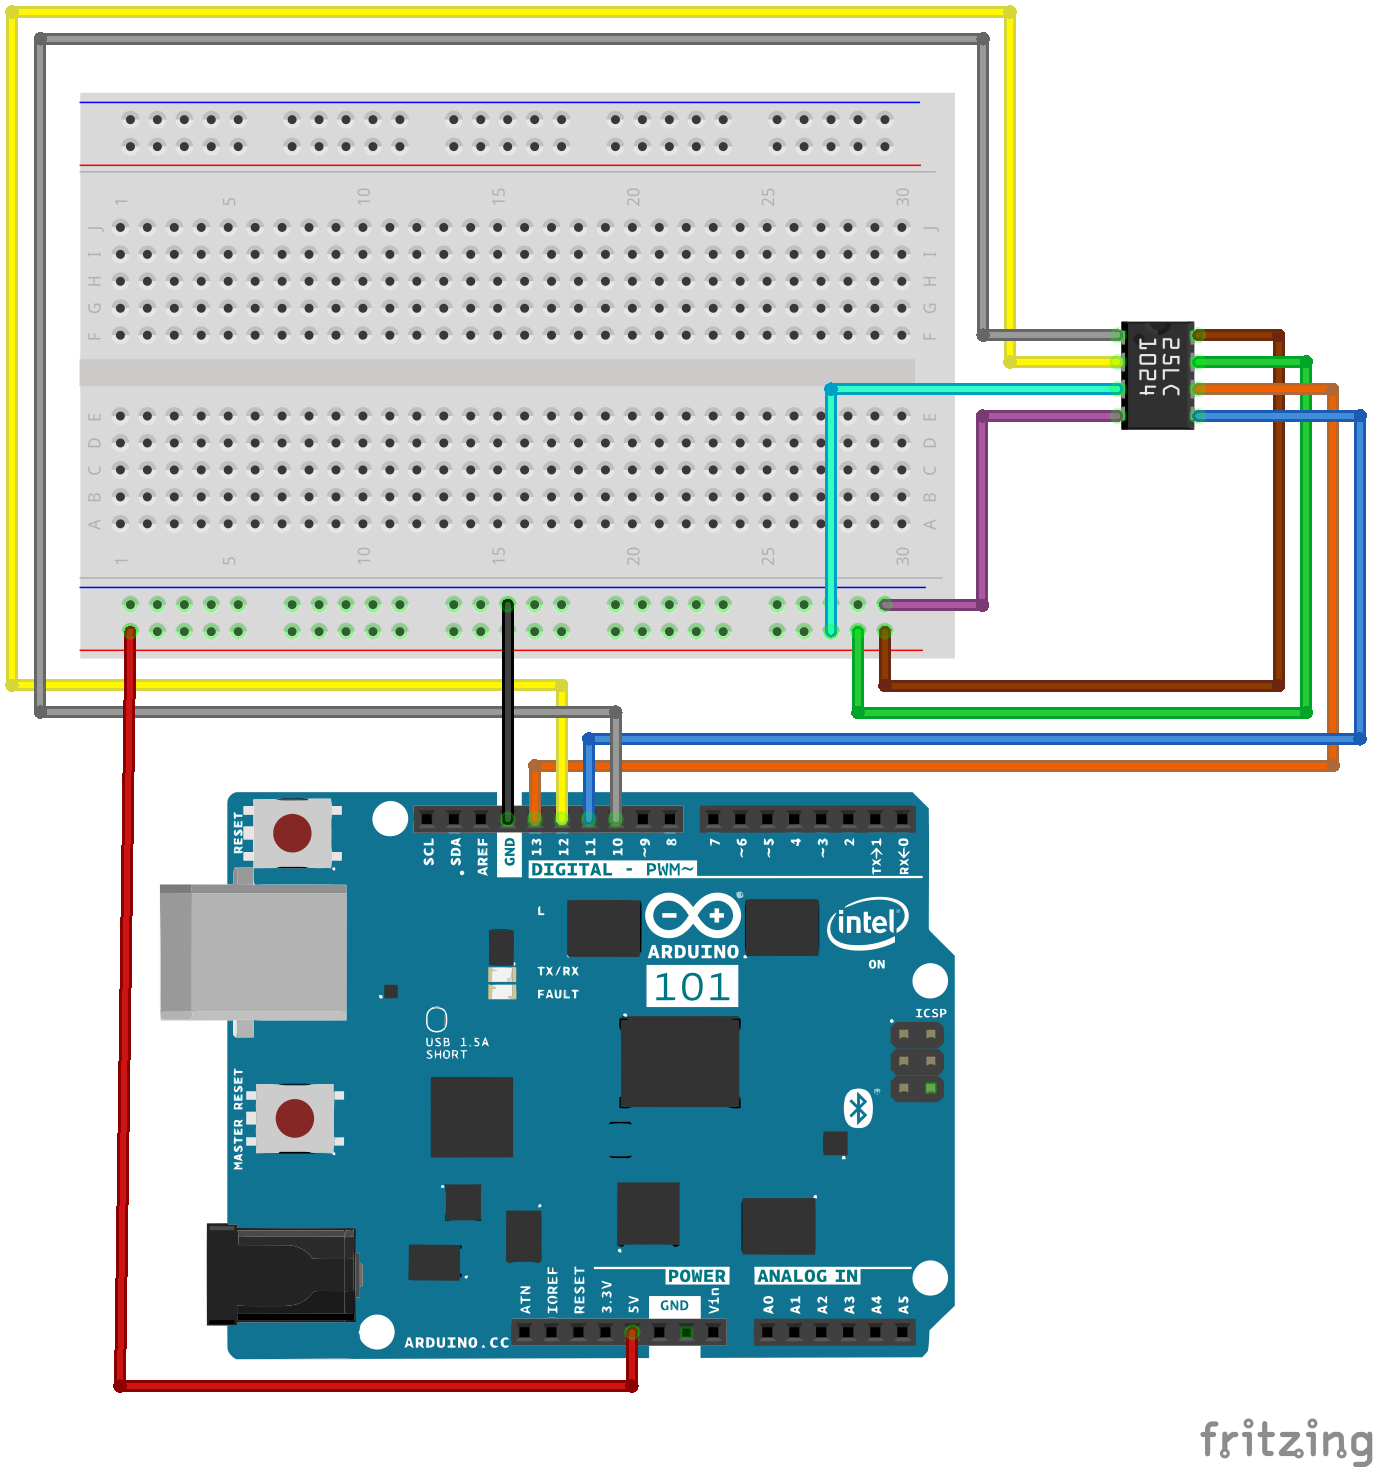 1 5 10 15 20 25 30
J J
I I
H H
G G
F F
25LC
1024
E E
D D
C C
B B
A A
1 5 10 15 20 25 30
RESET
SCL SDA AREF GND 13 12 11 10 ~9 8 7 ~6 ~5 4 ~3 2 TX→1 RX←0
DIGITAL - PWM~
L
ARDUINO
intel
TX/RX
ON
101
FAULT
ICSP
USB 1.5A
SHORT
MASTER RESET
POWER ANALOG IN
ATN IOREF RESET 3.3V 5V GND Vin A0 A1 A2 A3 A4 A5
ARDUINO.CC
fritzing